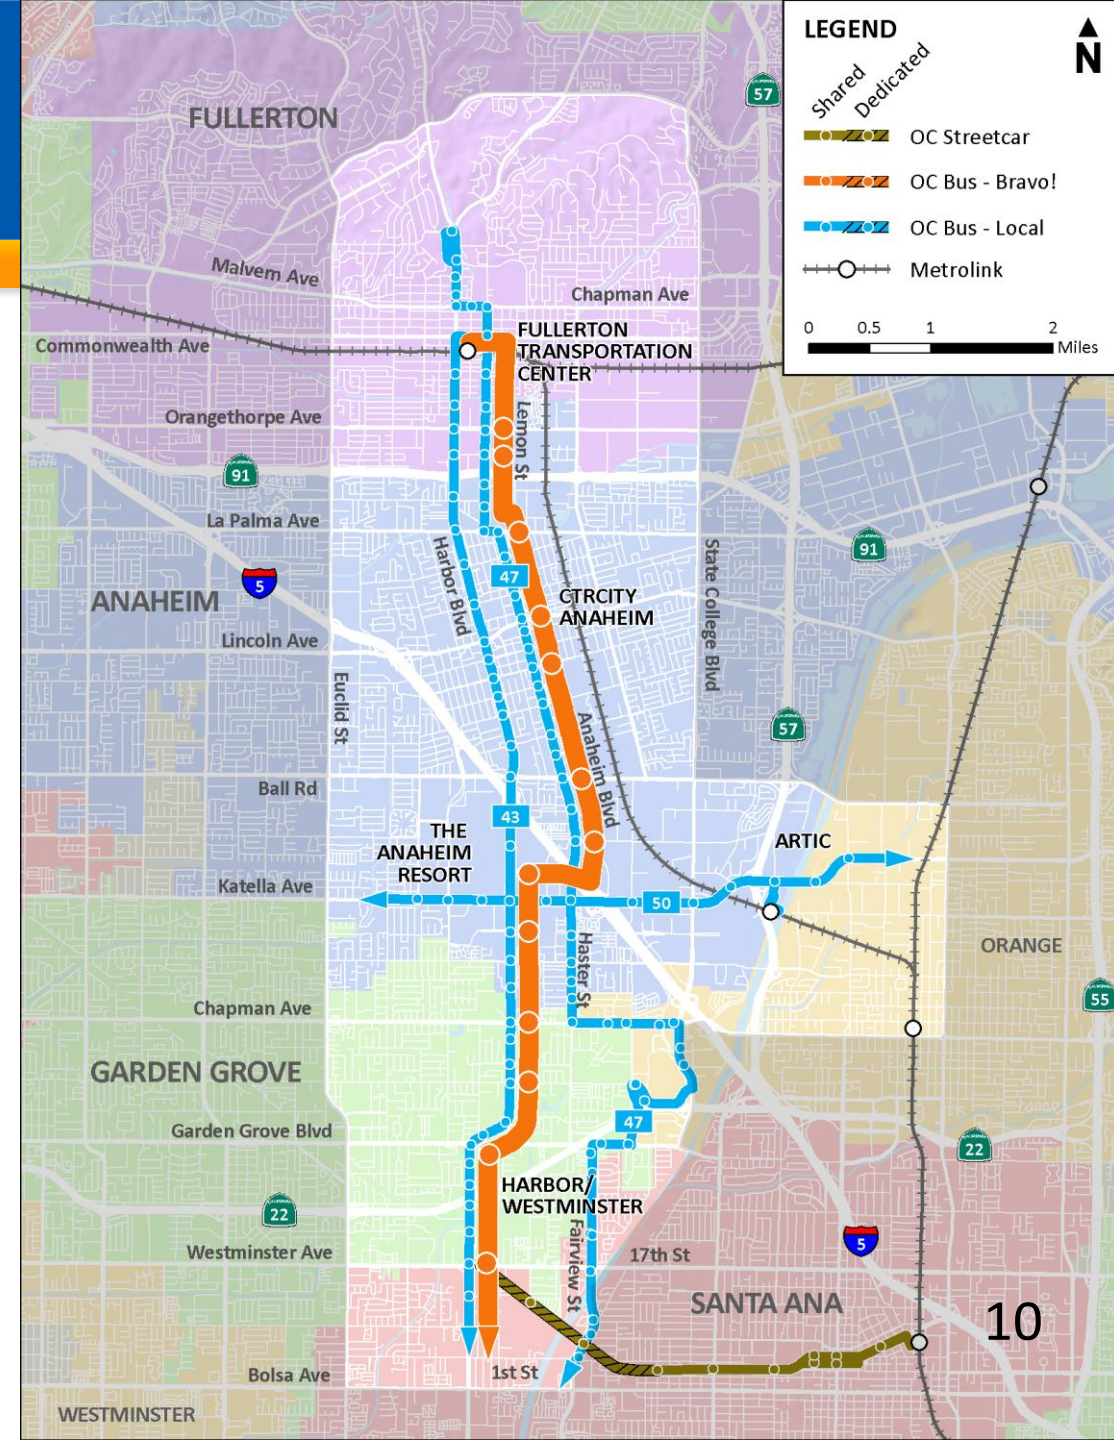 LEGEND
N
Shared
Dedicated
OC Streetcar
OC Bus - Bravo!
OC Bus - Local
Metrolink
0 0.5 1 2
Miles
57
FULLERTON
Malvern Ave
Chapman Ave
Commonwealth Ave
FULLERTON
TRANSPORTATION
CENTER
Orangethorpe Ave
Lemon St
91
La Palma Ave
Harbor Blvd
State College Blvd
91
5
47
ANAHEIM
CTRCITY
ANAHEIM
Lincoln Ave
Euclid St
57
Anaheim Blvd
Ball Rd
43
THE
ANAHEIM
RESORT
ARTIC
Katella Ave
50
ORANGE
Haster St
55
Chapman Ave
GARDEN GROVE
47
Garden Grove Blvd
22
HARBOR/
WESTMINSTER
22
Fairview St
5
Westminster Ave
17th St
SANTA ANA
10
Bolsa Ave
1st St
WESTMINSTER